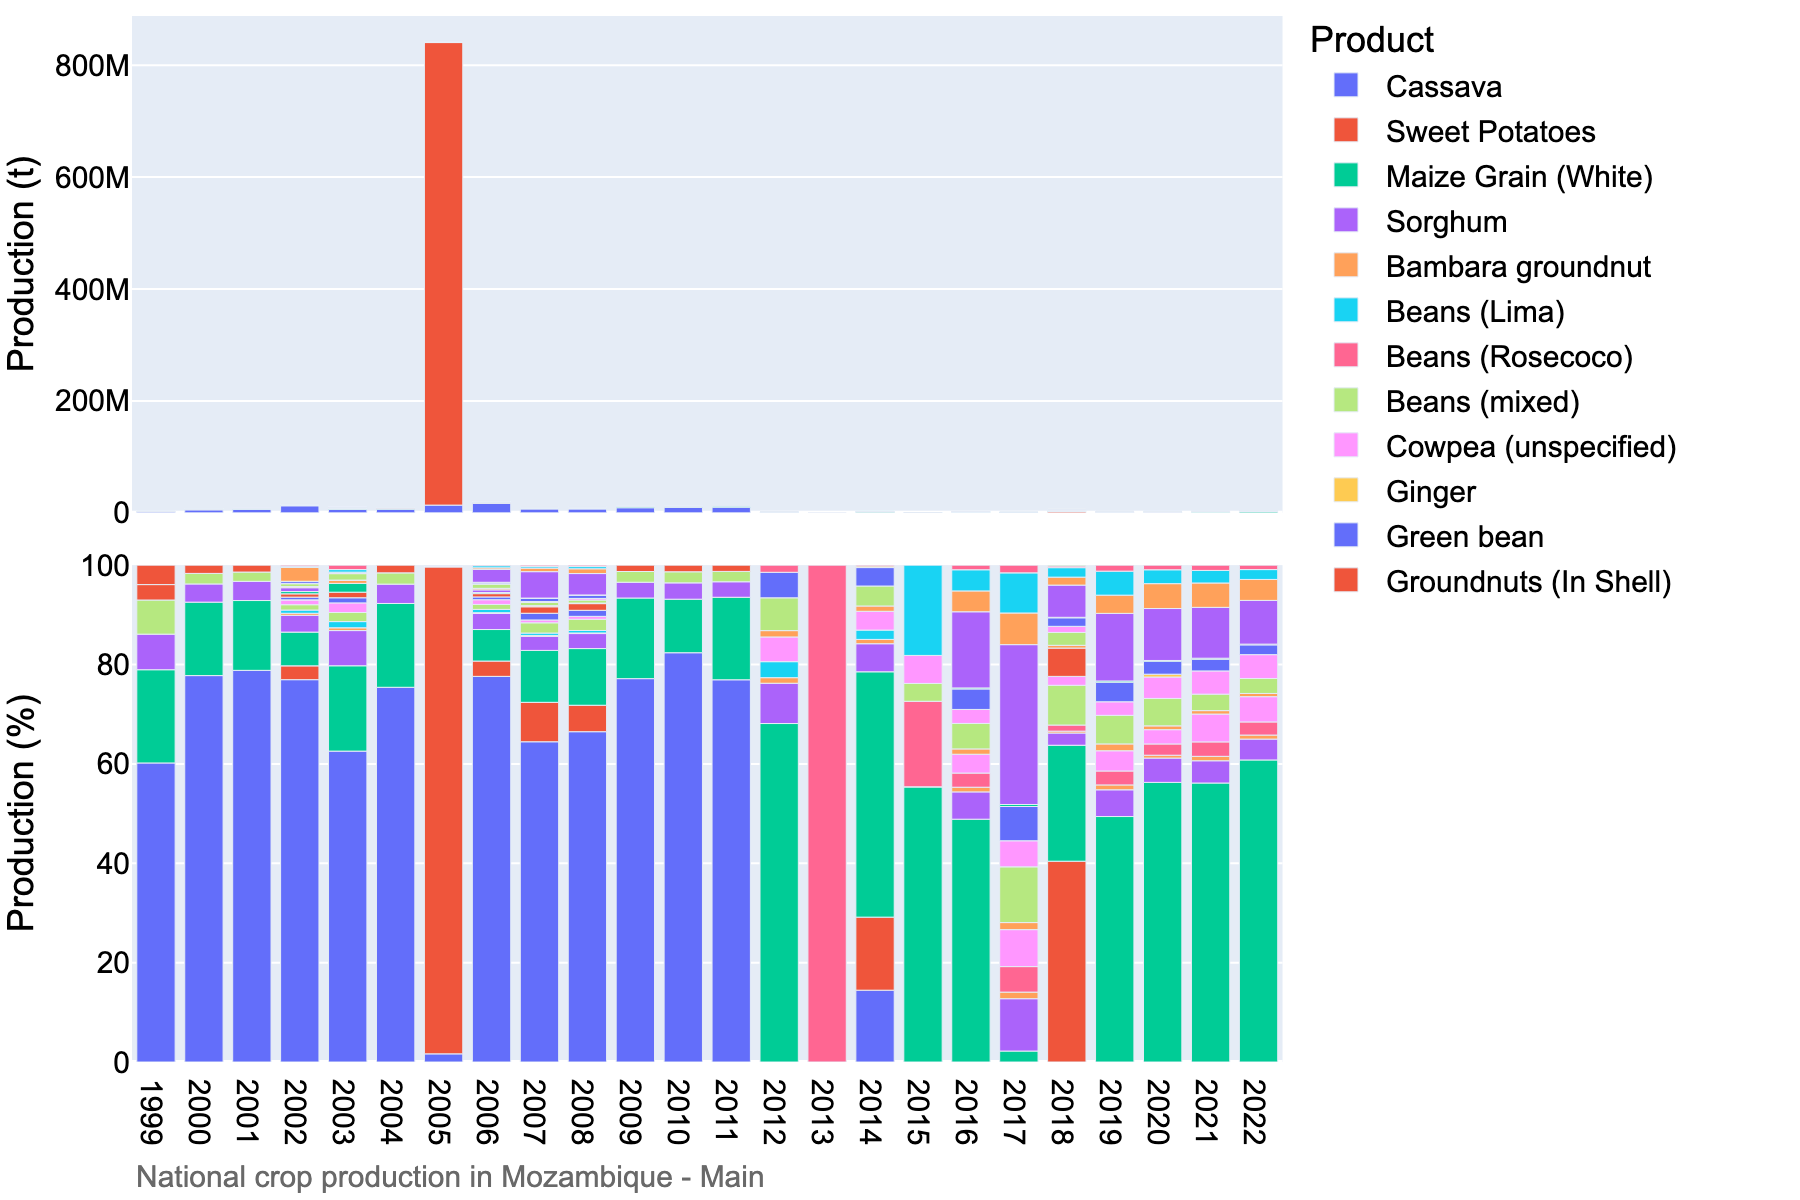 Production (t)
800M
600M
400M
200M
0
Production (%)
100
80
60
40
20
0
1999 2000 2001 2002 2003 2004 2005 2006 2007 2008 2009 2010 2011 2012 2013 2014 2015 2016 2017 2018 2019 2020 2021 2022
National crop production in Mozambique - Main
Product
Cassava
Sweet Potatoes
Maize Grain (White)
Sorghum
Bambara groundnut
Beans (Lima)
Beans (Rosecoco)
Beans (mixed)
Cowpea (unspecified)
Ginger
Green bean
Groundnuts (In Shell)